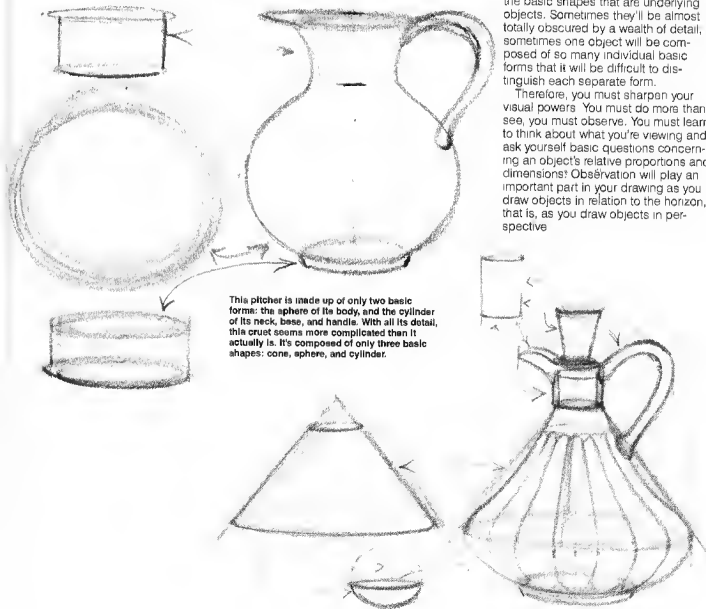 the basic shapes that are underlying
objects. Sometimes they'll be almost
totally obscured by a wealth of detail,
sometimes one object will be com-
posed of so many individual basic
forms that it will be difficult to dis-
tinguish each separate form.
Therefore, you must sharpen your
visual powers You must do more than
see, you must observe. You must learn
to think about what you're viewing and
ask yourself basic questions concern-
ing an object's relative proportions and
dimensions? Observation will play an
important part in your drawing as you
draw objects in relation to the horizon,
that is, as you draw objects in per-
spective
This pitcher is made up of only two basic
forms: the sphere of its body, and the cylinder
of its neck, base, and handle. With all its detail,
this cruet seems more complicated than it
actually is. It's composed of only three basic
shapes: cone, sphere, and cylinder.